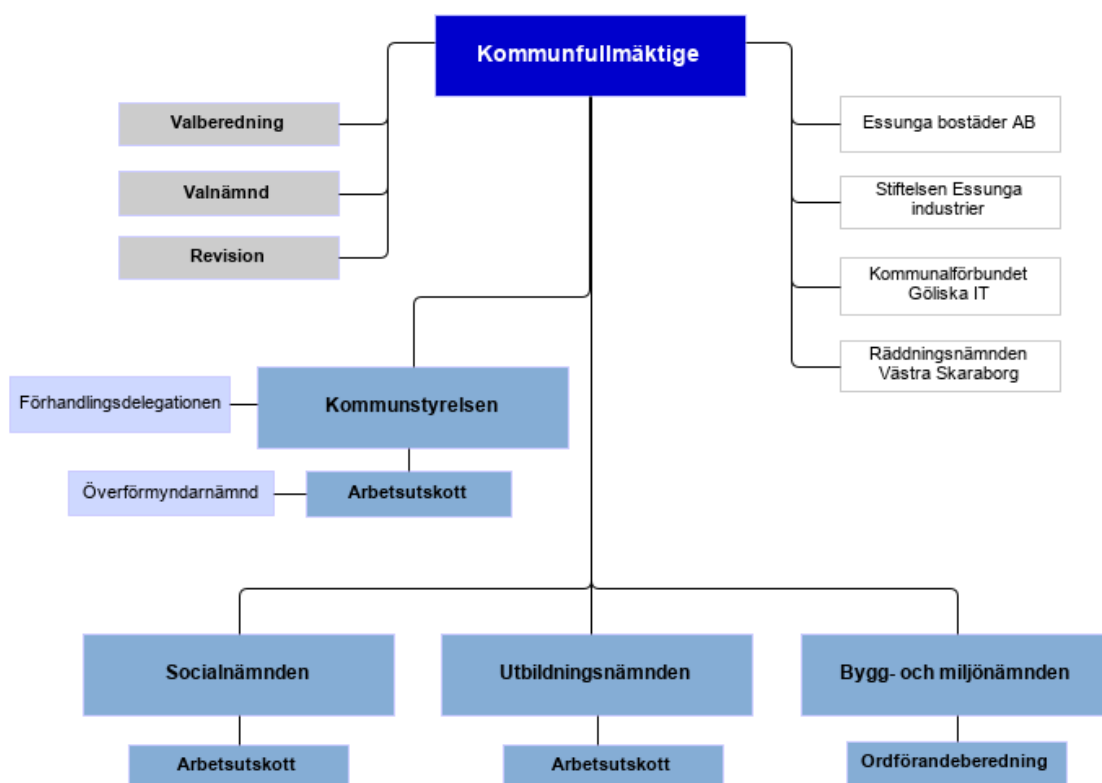 Kommunfullmäktige
Valberedning
Valnämnd
Revision
Essunga bostäder AB
Stiftelsen Essunga
industrier
Kommunalförbundet
Göliska IT
Räddningsnämnden
Västra Skaraborg
Förhandlingsdelegationen
Kommunstyrelsen
Överförmyndarnämnd
Arbetsutskott
Socialnämnden
Utbildningsnämnden
Bygg- och miljönämnden
Arbetsutskott
Arbetsutskott
Ordförandeberedning